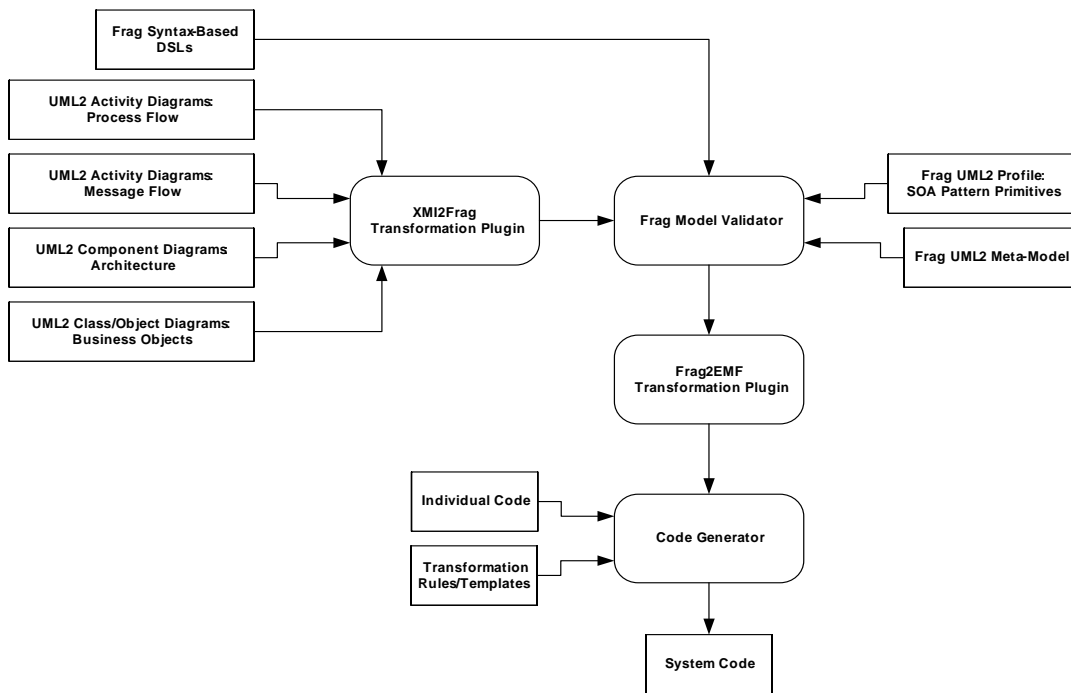 Frag Syntax-Based
DSLs
UML2 Activity Diagrams:
Process Flow
UML2 Activity Diagrams:
Message Flow
UML2 Component Diagrams:
Architecture
UML2 Class/Object Diagrams:
Business Objects
XMI2Frag
Transformation Plugin
Frag Model Validator
Frag UML2 Profile:
SOA Pattern Primitives
Frag UML2 Meta-Model
Frag2EMF
Transformation Plugin
Individual Code
Transformation
Rules/Templates
Code Generator
System Code